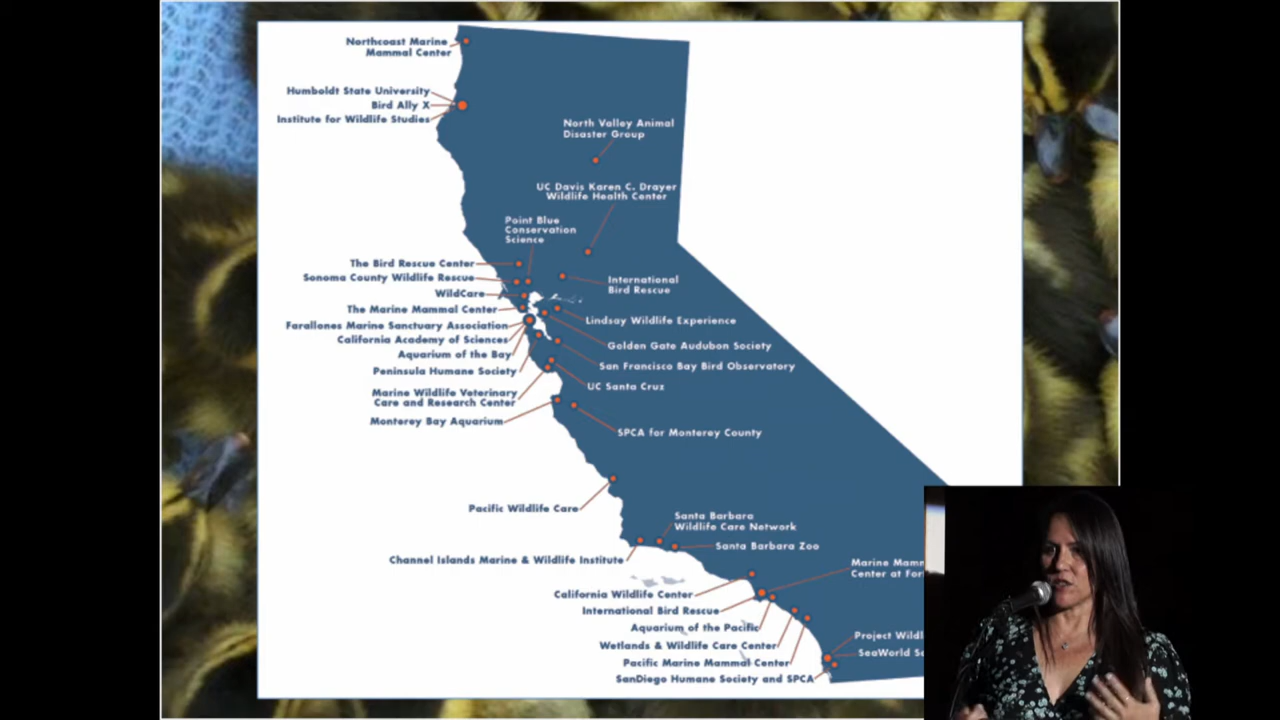 Northcoast Marine
Mammal Center
Humboldt State University
Bird Ally X
Institute for Wildlife Studies
North Valley Animal
Disaster Group
UC Davis Karen C. Drayer
Wildlife Health Center
Point Blue
Conservation
Science
The Bird Rescue Center
Sonoma County Wildlife Rescue
International
Bird Rescue
WildCare
The Marine Mammal Center
Lindsay Wildlife Experience
Farallones Marine Sanctuary Association
California Academy of Sciences
Golden Gate Audubon Society
Aquarium of the Bay
San Francisco Bay Bird Observatory
Peninsula Humane Society
UC Santa Cruz
Marine Wildlife Veterinary
Care and Research Center
Monterey Bay Aquarium
SPCA for Monterey County
Pacific Wildlife Care
Santa Barbara
Wildlife Care Network
Santa Barbara Zoo
Channel Islands Marine & Wildlife Institute
Marine
Center at
California Wildlife Center
International Bird Rescue
Aquarium of the Pacific
Project
Wetlands & Wildlife Care Center
SeaWorld
Pacific Marine Mammal Center
SanDiego Humane Society and SPCA